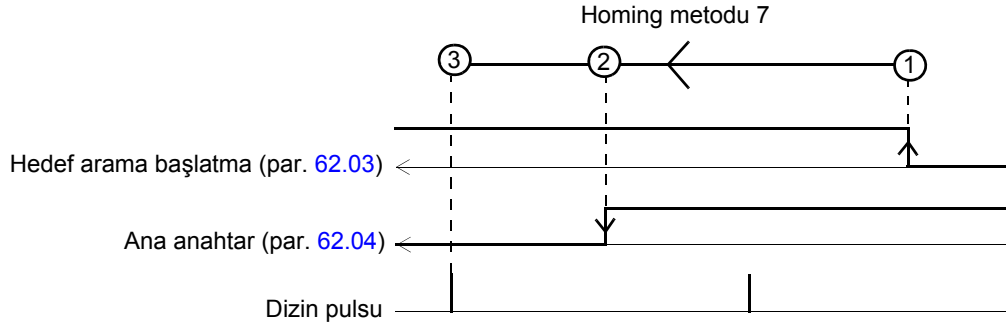 Homing metodu 7
3 2 1
Hedef arama başlatma (par. 62.03)
Ana anahtar (par. 62.04)
Dizin pulsu